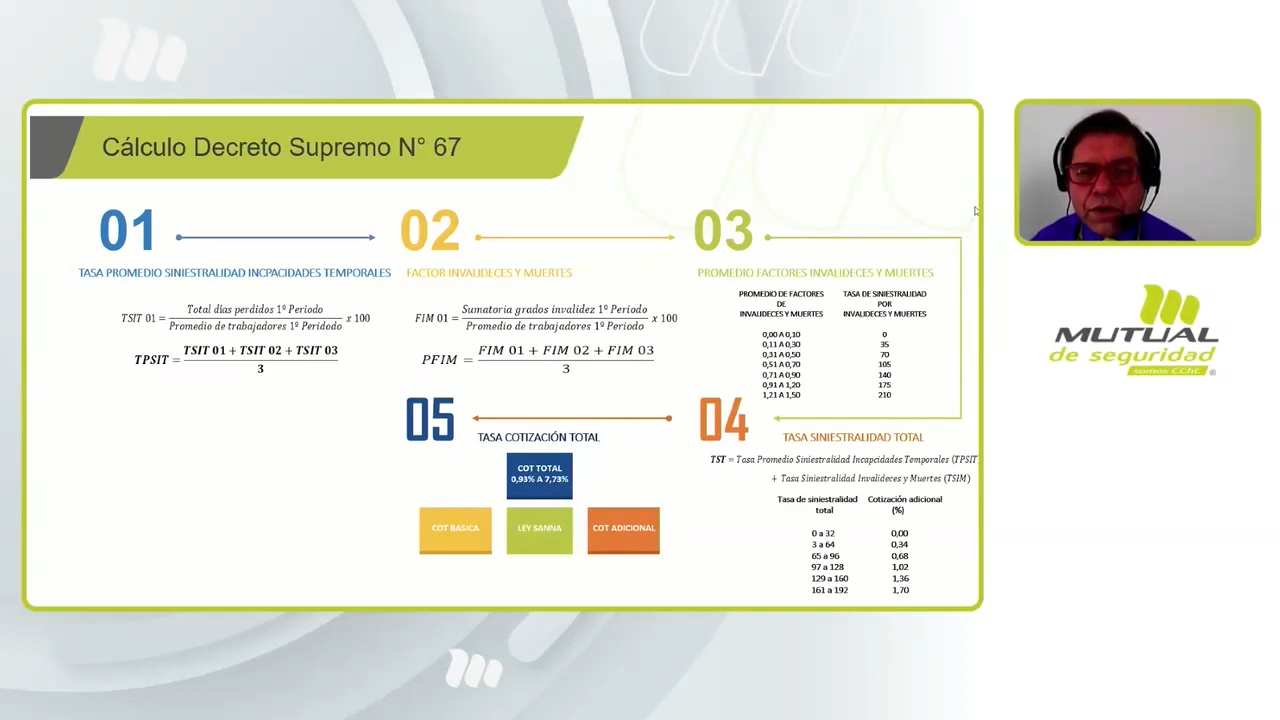 Cálculo Decreto Supremo N° 67
01
TASA PROMEDIO SINIESTRALIDAD INCPACIDADES TEMPORALES
TSIT 01 = Total días perdidos 1º Periodo / Promedio de trabajadores 1º Perídodo x 100
TPSIT = TSIT 01 + TSIT 02 + TSIT 03 / 3
02
FACTOR INVALIDECES Y MUERTES
FIM 01 = Sumatoria grados invalidez 1º Periodo / Promedio de trabajadores 1º Periodo x 100
PFIM = FIM 01 + FIM 02 + FIM 03 / 3
03
PROMEDIO FACTORES INVALIDECES Y MUERTES
PROMEDIO DE FACTORES DE INVALIDECES Y MUERTES
TASA DE SINIESTRALIDAD POR INVALIDECES Y MUERTES
0,00 A 0,10 0
0,11 A 0,30 35
0,31 A 0,50 70
0,51 A 0,70 105
0,71 A 0,90 140
0,91 A 1,20 175
1,21 A 1,50 210
04
TASA SINIESTRALIDAD TOTAL
TST = Tasa Promedio Siniestralidad Incapcidades Temporales (TPSIT
+ Tasa Siniestralidad Invalideces y Muertes (TSIM)
Tasa de siniestralidad total
Cotización adicional (%)
0 a 32 0,00
3 a 64 0,34
65 a 96 0,68
97 a 128 1,02
129 a 160 1,36
161 a 192 1,70
05
TASA COTIZACIÓN TOTAL
COT TOTAL
0,93% A 7,73%
COT BASICA
LEY SANNA
COT ADICIONAL
MUTUAL
de seguridad
somos CChC
®